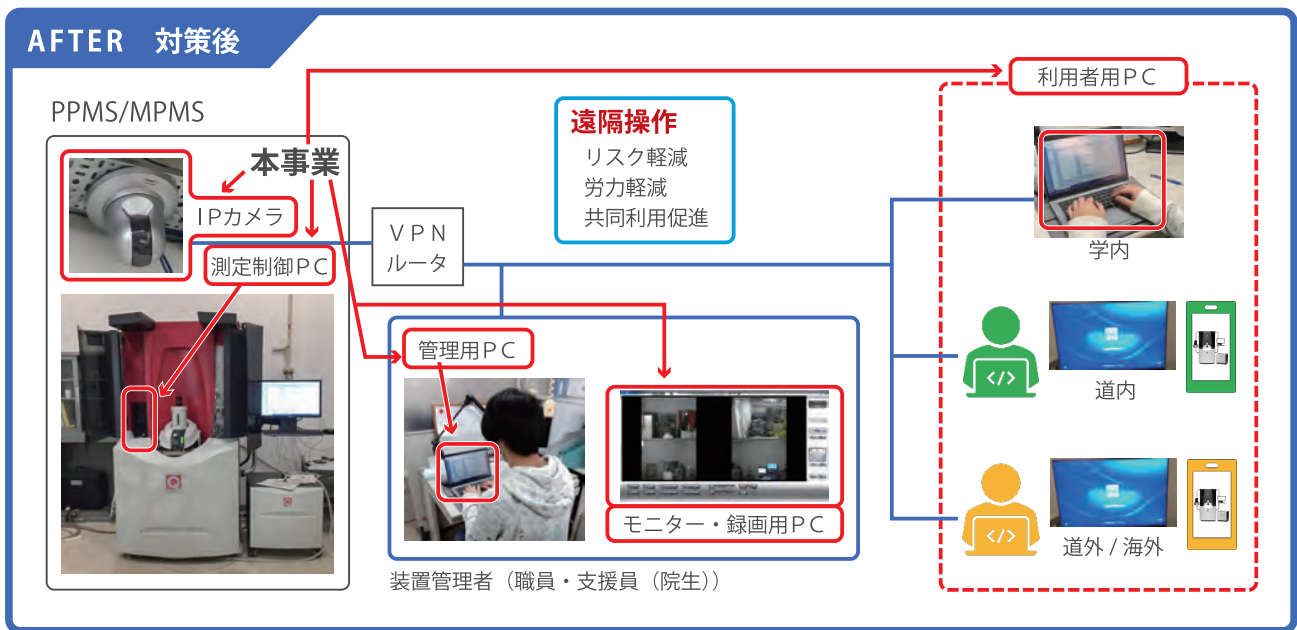 AFTER 対策後
利用者用PC
PPMS/MPMS
本事業
IPカメラ
測定制御PC
VPN
ルータ
遠隔操作
リスク軽減
労力軽減
共同利用促進
学内
管理用PC
モニター・録画用PC
装置管理者（職員・支援員（院生））
</>
道内
</>
道外 / 海外